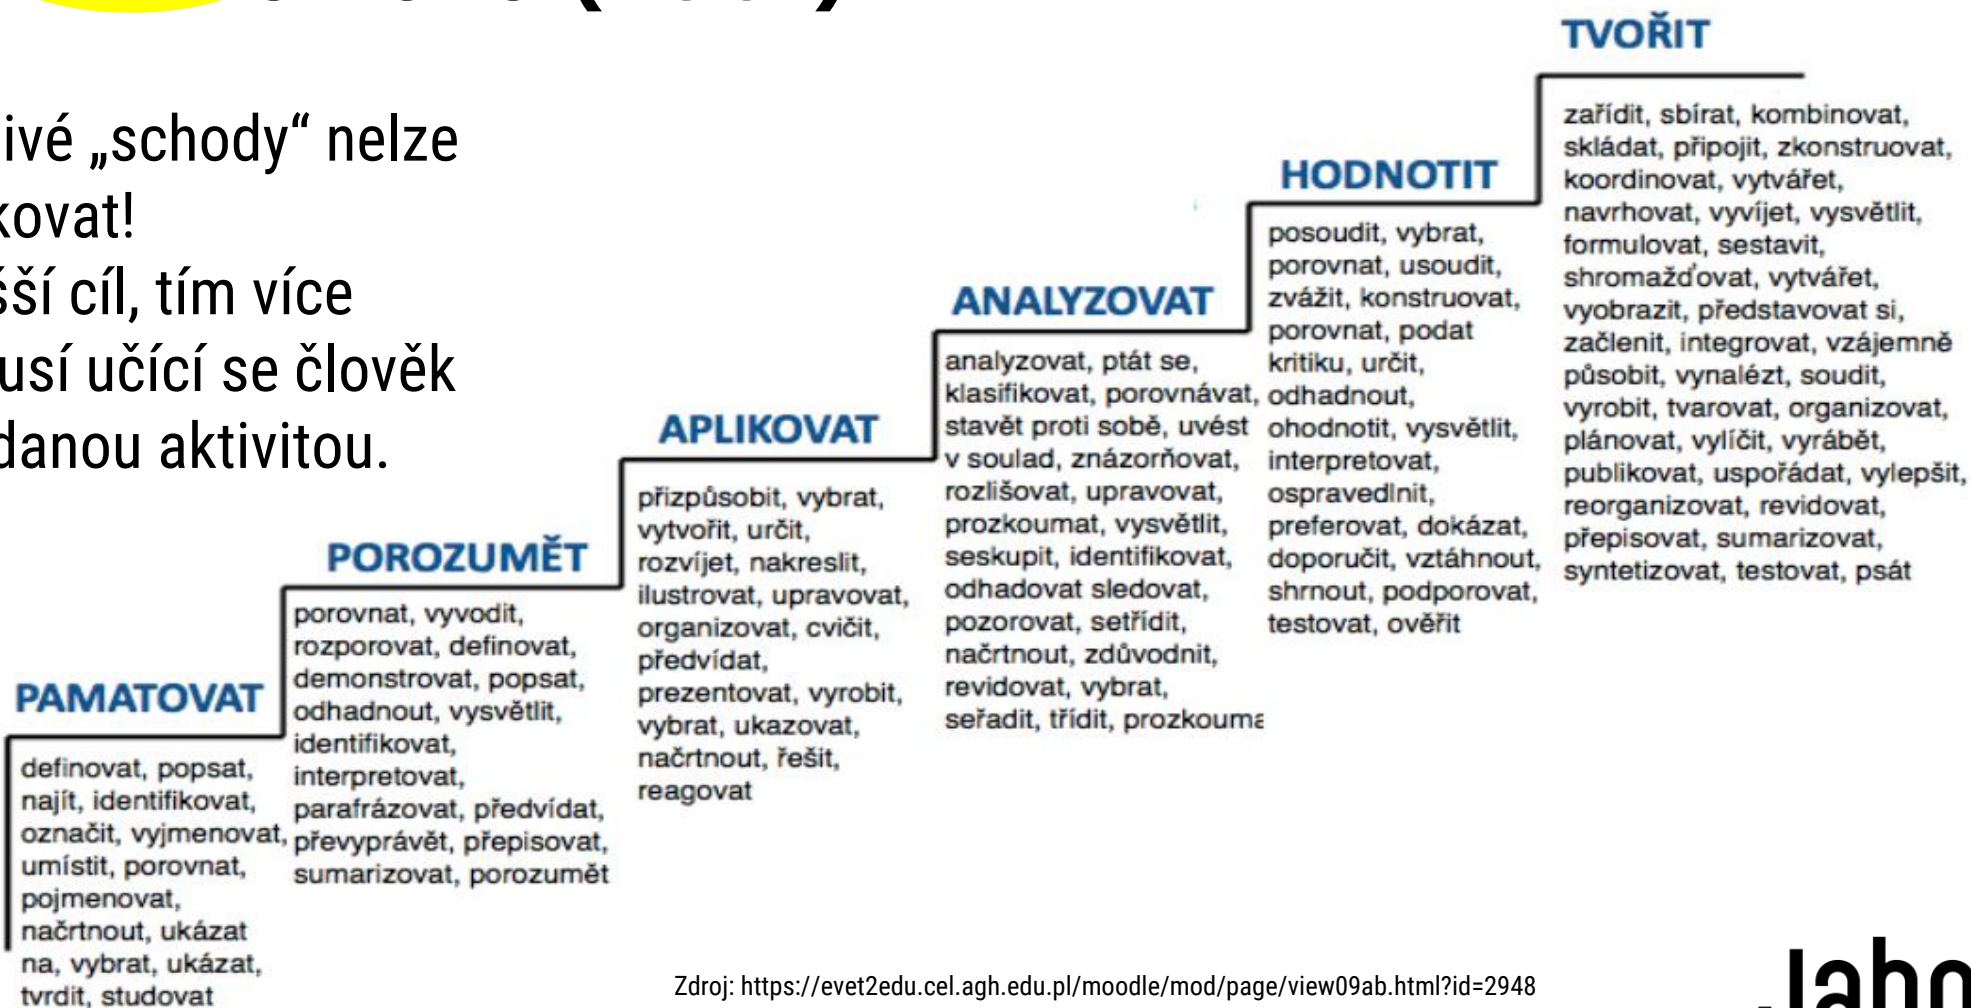 ivé „schody“ nelze
kovat!
šší cíl, tím více
usí učící se člověk
danou aktivitou.
PAMATOVAT
definovat, popsat,
najít, identifikovat,
označit, vyjmenovat,
umístit, porovnat,
pojmenovat,
načrtnout, ukázat
na, vybrat, ukázat,
tvrdit, studovat
POROZUMĚT
porovnat, vyvodit,
rozporovat, definovat,
demonstrovat, popsat,
odhadnout, vysvětlit,
identifikovat,
interpretovat,
parafrázovat, předvídat,
převyprávět, přepisovat,
sumarizovat, porozumět
APLIKOVAT
přizpůsobit, vybrat,
vytvořit, určit,
rozvíjet, nakreslit,
ilustrovat, upravovat,
organizovat, cvičit,
předvídat,
prezentovat, vyrobit,
vybrat, ukazovat,
načrtnout, řešit,
reagovat
ANALYZOVAT
analyzovat, ptát se,
klasifikovat, porovnávat,
stavět proti sobě, uvést
v soulad, znázorňovat,
rozlišovat, upravovat,
prozkoumat, vysvětlit,
seskupit, identifikovat,
odhadovat sledovat,
pozorovat, setřídit,
načrtnout, zdůvodnit,
revidovat, vybrat,
seřadit, třídit, prozkouma
HODNOTIT
posoudit, vybrat,
porovnat, usoudit,
zvážit, konstruovat,
porovnat, podat
kritiku, určit,
odhadnout,
ohodnotit, vysvětlit,
interpretovat,
ospravedlnit,
preferovat, dokázat,
doporučit, vztáhnout,
shrnout, podporovat,
testovat, ověřit
TVOŘIT
zařídit, sbírat, kombinovat,
skládat, připojit, zkonstruovat,
koordinovat, vytvářet,
navrhovat, vyvíjet, vysvětlit,
formulovat, sestavit,
shromažďovat, vytvářet,
vyobrazit, představovat si,
začlenit, integrovat, vzájemně
působit, vynalézt, soudit,
vyrobit, tvarovat, organizovat,
plánovat, vylíčit, vyrábět,
publikovat, uspořádat, vylepšit,
reorganizovat, revidovat,
přepisovat, sumarizovat,
syntetizovat, testovat, psát
Zdroj: https://evet2edu.cel.agh.edu.pl/moodle/mod/page/view09ab.html?id=2948